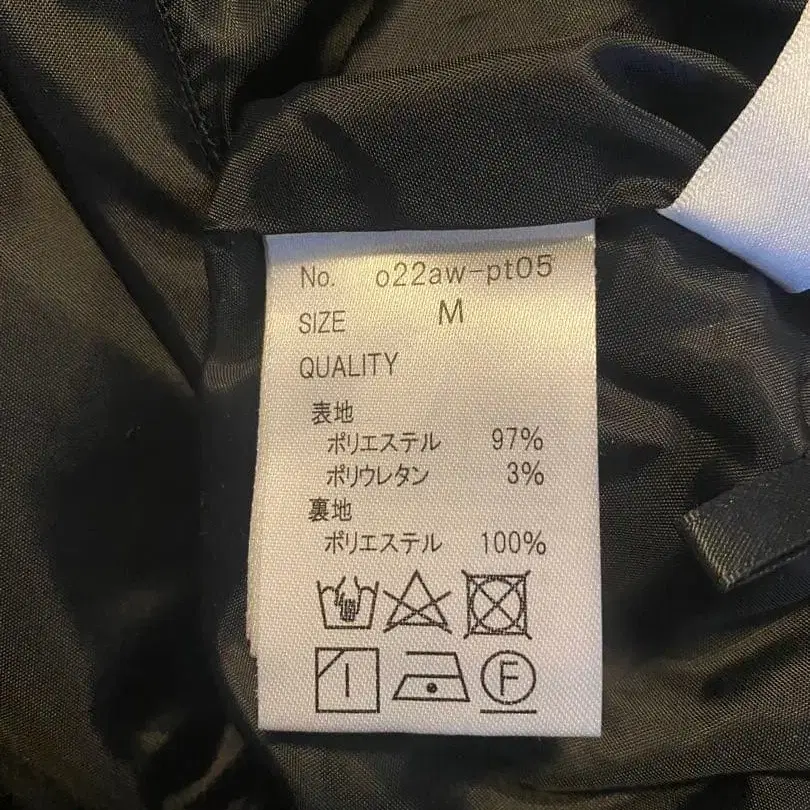 No. o22aw-pt05
SIZE M
QUALITY
表地
ポリエステル 97%
ポリウレタン 3%
裏地
ポリエステル 100%
F